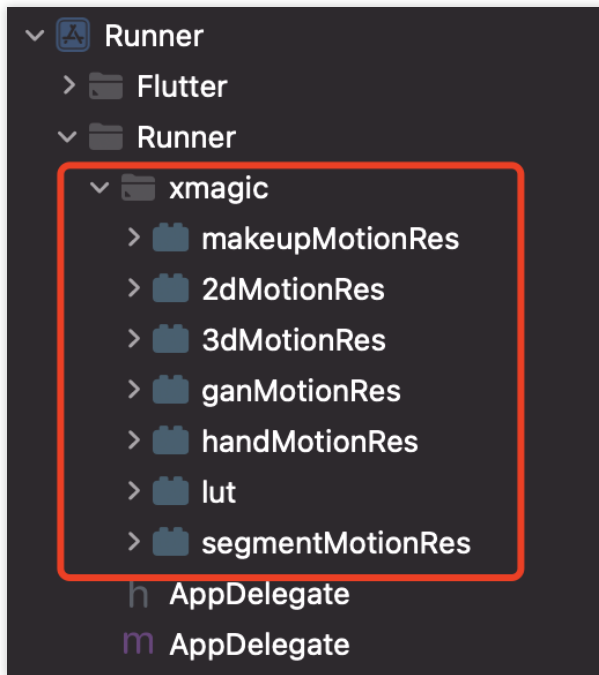 Runner
Flutter
Runner
xmagic
makeupMotionRes
2dMotionRes
3dMotionRes
ganMotionRes
handMotionRes
lut
segmentMotionRes
h AppDelegate
m AppDelegate